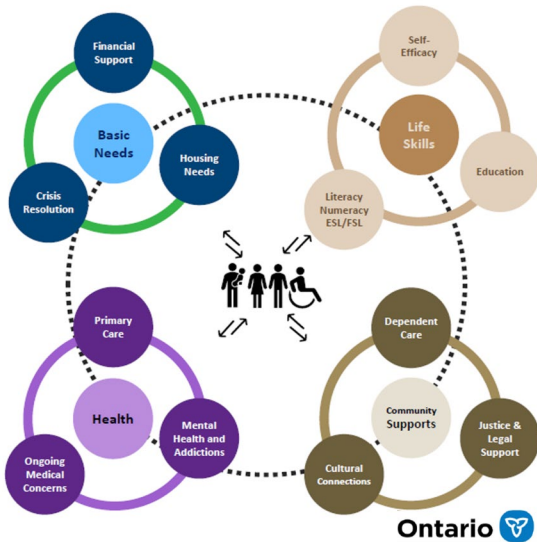 Financial
Support
Basic
Needs
Housing
Needs
Crisis
Resolution
Self-
Efficacy
Life
Skills
Education
Literacy
Numeracy
ESL/FSL
Primary
Care
Health
Mental
Health and
Addictions
Ongoing
Medical
Concerns
Dependent
Care
Community
Supports
Justice &
Legal
Support
Cultural
Connections
Ontario